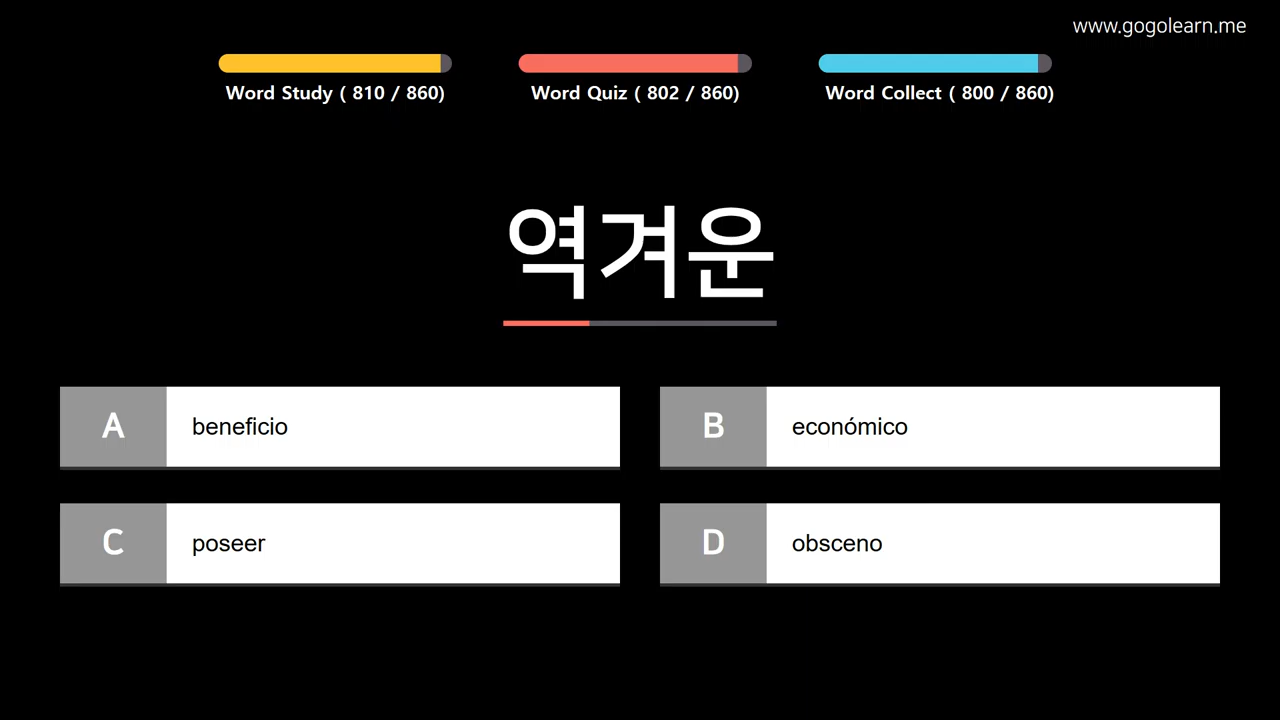 www.gogolearn.me
Word Study ( 810 / 860)
Word Quiz ( 802 / 860)
Word Collect ( 800 / 860)
역겨운
A
beneficio
B
económico
C
poseer
D
obsceno